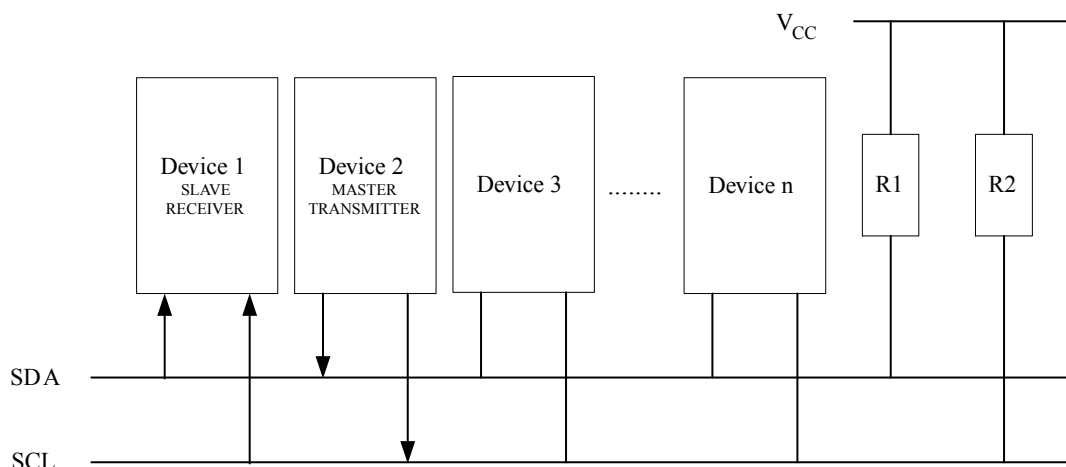 VCC
Device 1
SLAVE
RECEIVER
Device 2
MASTER
TRANSMITTER
Device 3
........
Device n
R1
R2
SDA
SCL